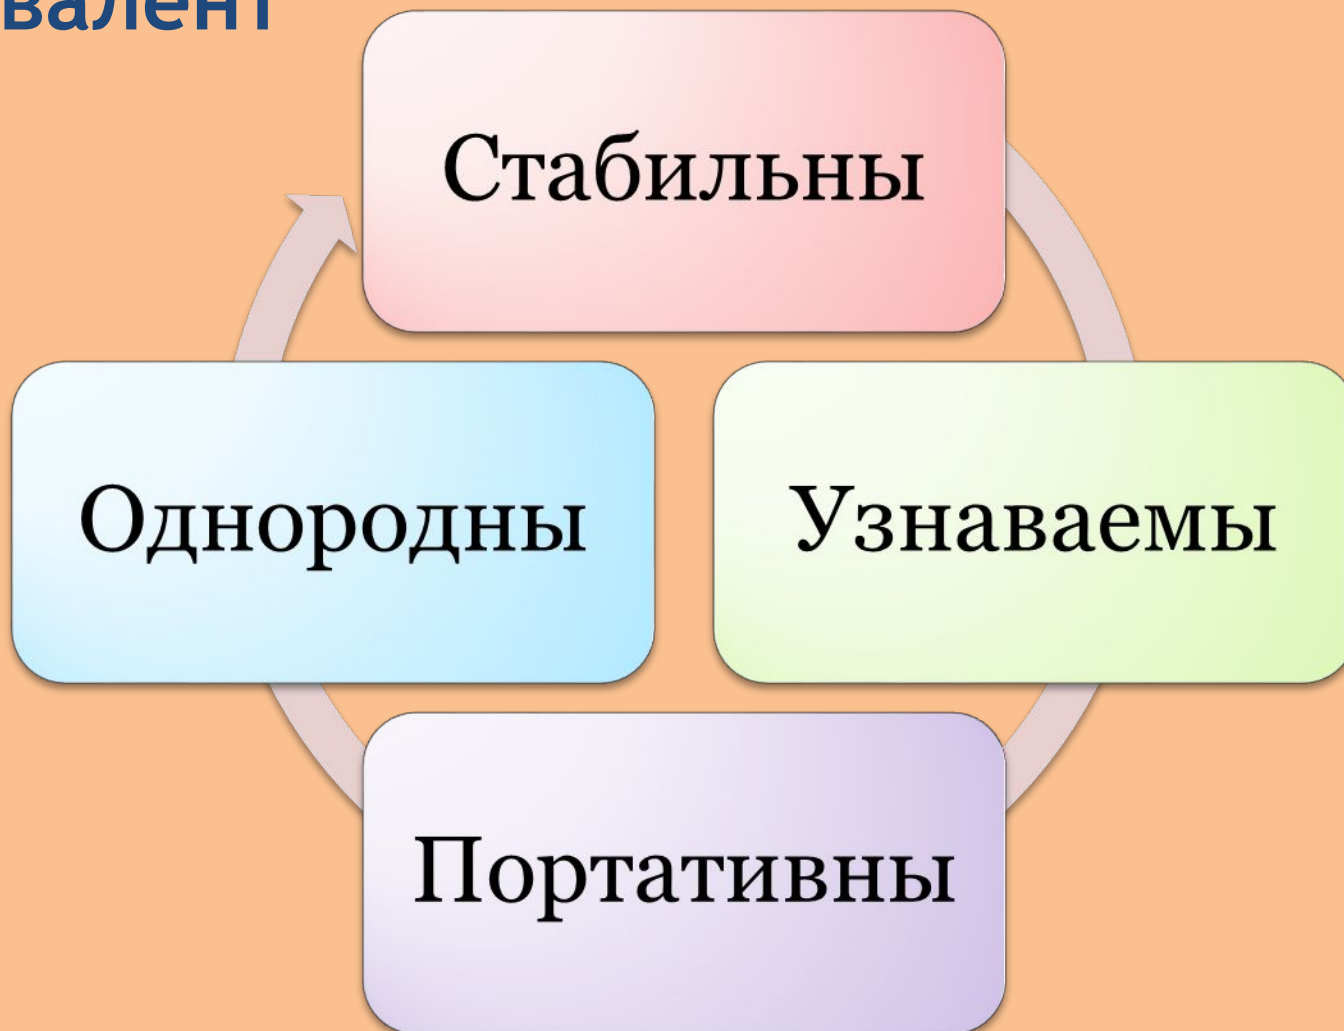 валент
Стабильны
Однородны
Узнаваемы
Портативны